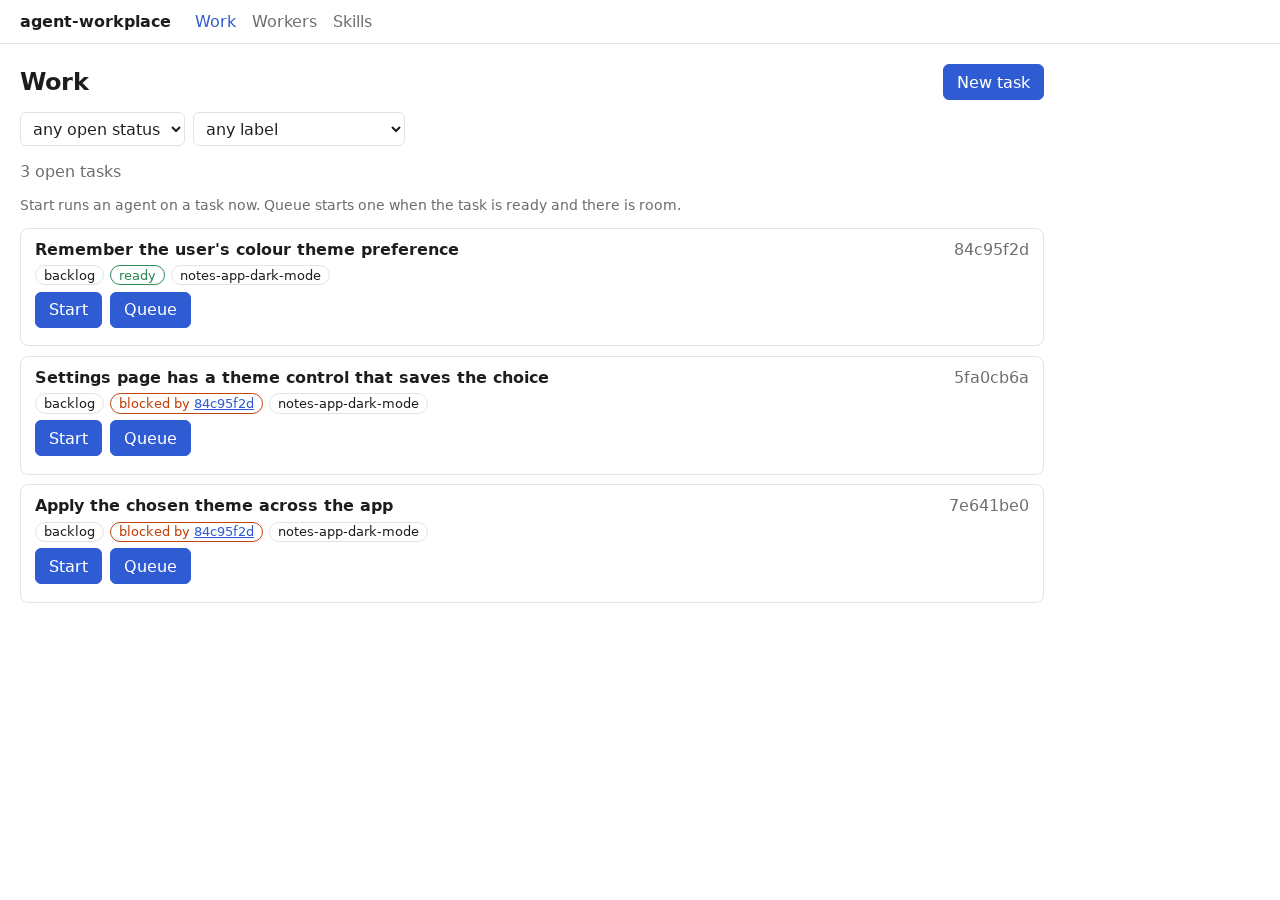 agent-workplace Work Workers Skills
Work New task
any open status any label
3 open tasks
Start runs an agent on a task now. Queue starts one when the task is ready and there is room.
Remember the user's colour theme preference 84c95f2d
backlog ready notes-app-dark-mode
Start Queue
Settings page has a theme control that saves the choice 5fa0cb6a
backlog blocked by 84c95f2d notes-app-dark-mode
Start Queue
Apply the chosen theme across the app 7e641be0
backlog blocked by 84c95f2d notes-app-dark-mode
Start Queue